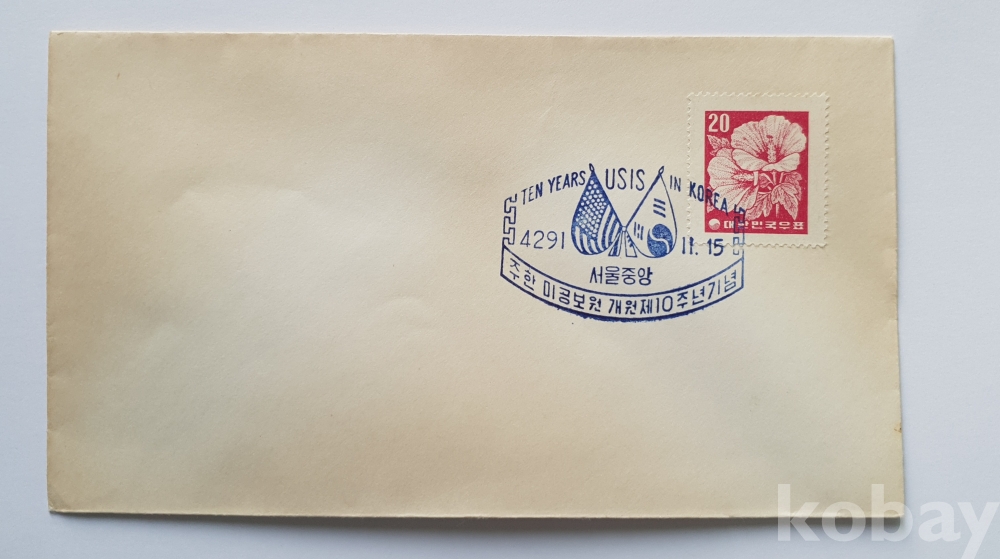 20
대한민국우표
TEN YEARS USIS IN KOREA
4291 11.15
서울중앙
주한 미공보원 개원제10주년기념
kobay